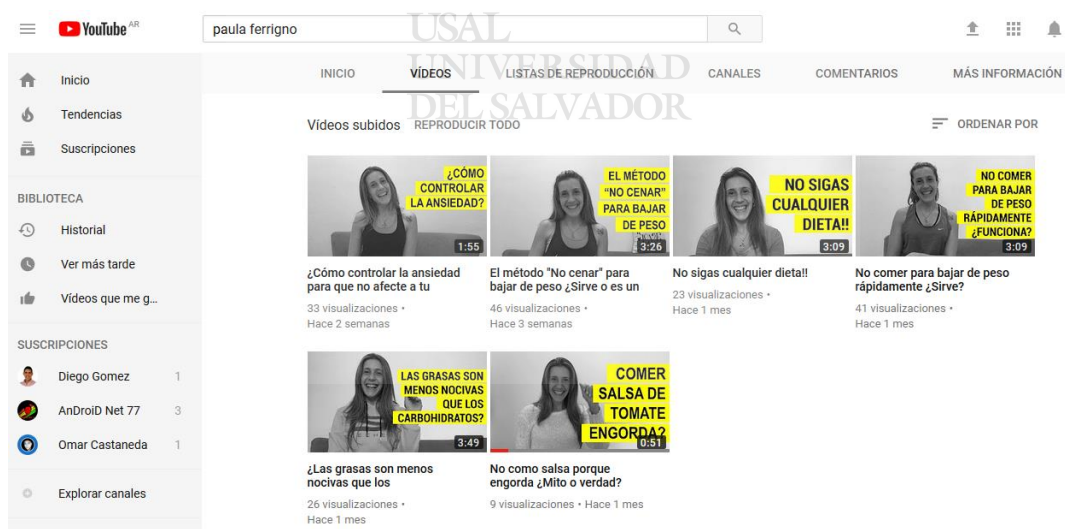 YouTube AR
paula ferrigno
USAL
UNIVERSIDAD
DEL SALVADOR
INICIO VÍDEOS LISTAS DE REPRODUCCIÓN CANALES COMENTARIOS MÁS INFORMACIÓN
Inicio
Tendencias
Suscripciones
BIBLIOTECA
Historial
Ver más tarde
Vídeos que me g...
SUSCRIPCIONES
Diego Gomez 1
AnDroiD Net 77 3
Omar Castaneda 1
Explorar canales
Vídeos subidos REPRODUCIR TODO
ORDENAR POR
¿CÓMO
CONTROLAR
LA ANSIEDAD?
1:55
¿Cómo controlar la ansiedad
para que no afecte a tu
33 visualizaciones •
Hace 2 semanas
EL MÉTODO
“NO CENAR”
PARA BAJAR
DE PESO
3:26
El método "No cenar" para
bajar de peso ¿Sirve o es un
46 visualizaciones •
Hace 3 semanas
NO SIGAS
CUALQUIER
DIETA!!
3:09
No sigas cualquier dieta!!
23 visualizaciones •
Hace 1 mes
NO COMER
PARA BAJAR
DE PESO
RÁPIDAMENTE
¿FUNCIONA?
3:09
No comer para bajar de peso
rápidamente ¿Sirve?
41 visualizaciones •
Hace 1 mes
LAS GRASAS SON
MENOS NOCIVAS
QUE LOS
CARBOHIDRATOS?
3:49
¿Las grasas son menos
nocivas que los
26 visualizaciones •
Hace 1 mes
COMER
SALSA DE
TOMATE
ENGORDA?
0:51
No como salsa porque
engorda ¿Mito o verdad?
9 visualizaciones • Hace 1 mes